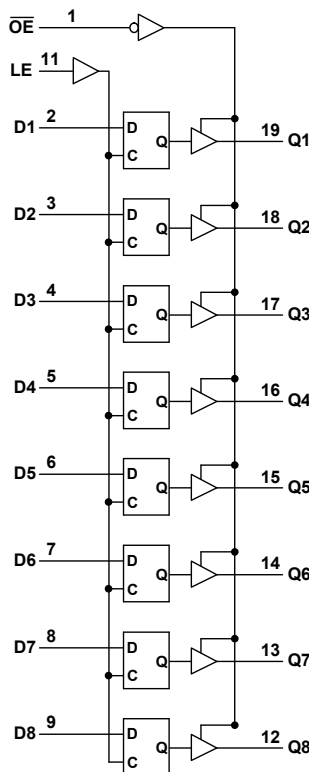 O̅E̅ 1
LE 11
D1 2 D Q 19 Q1
C
D2 3 D Q 18 Q2
C
D3 4 D Q 17 Q3
C
D4 5 D Q 16 Q4
C
D5 6 D Q 15 Q5
C
D6 7 D Q 14 Q6
C
D7 8 D Q 13 Q7
C
D8 9 D Q 12 Q8
C